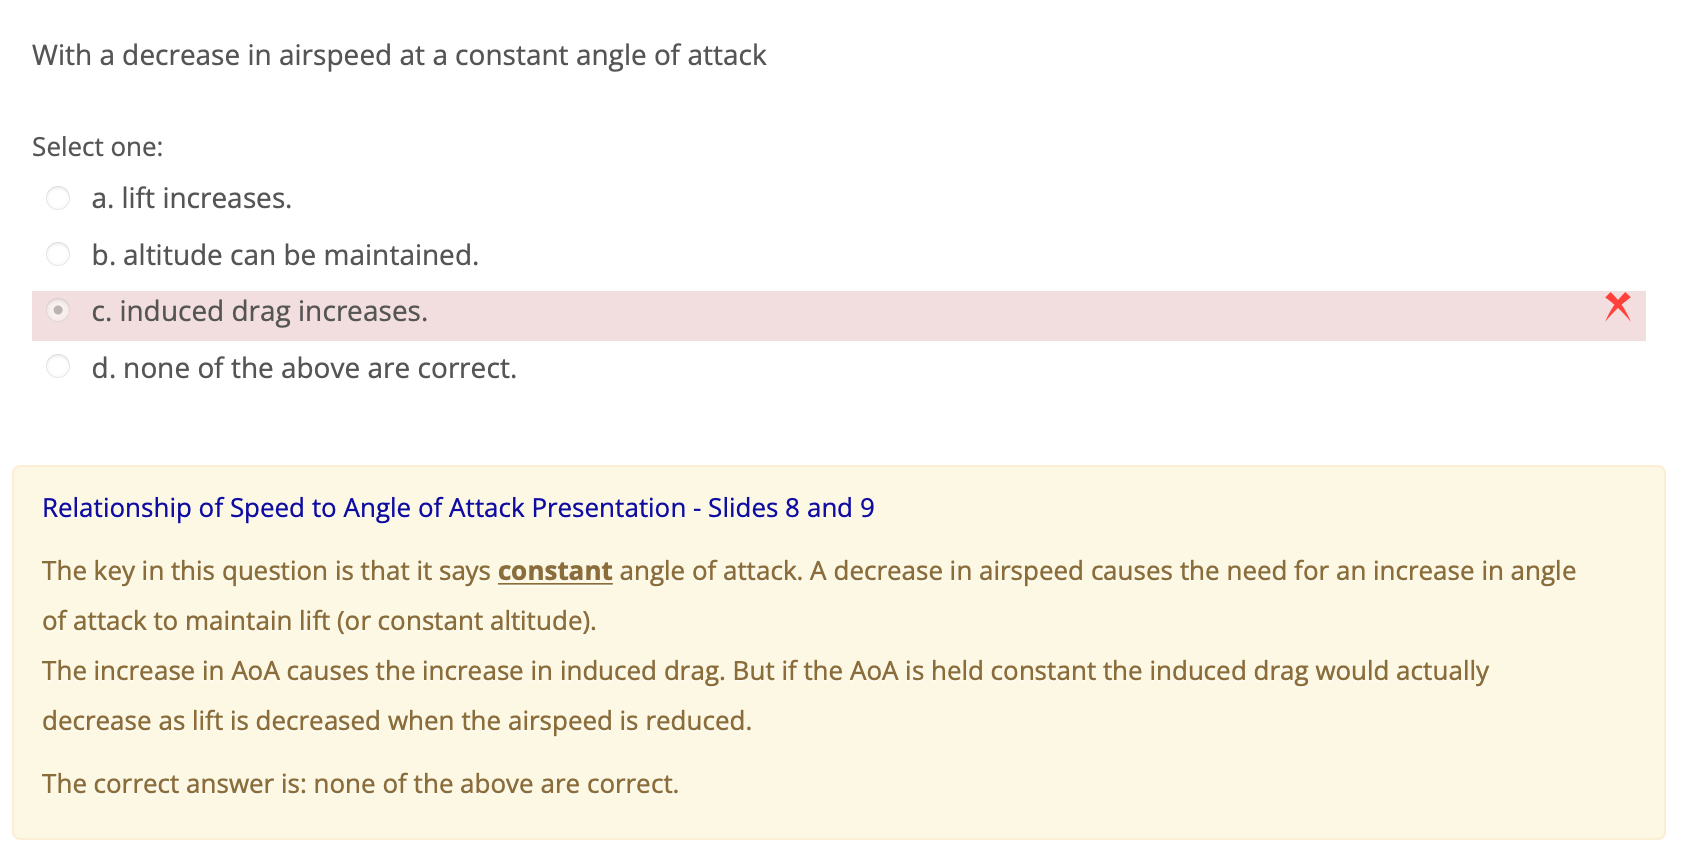 With a decrease in airspeed at a constant angle of attack
Select one:
a. lift increases.
b. altitude can be maintained.
c. induced drag increases.
d. none of the above are correct.
Relationship of Speed to Angle of Attack Presentation - Slides 8 and 9
The key in this question is that it says constant angle of attack. A decrease in airspeed causes the need for an increase in angle
of attack to maintain lift (or constant altitude).
The increase in AoA causes the increase in induced drag. But if the AoA is held constant the induced drag would actually
decrease as lift is decreased when the airspeed is reduced.
The correct answer is: none of the above are correct.